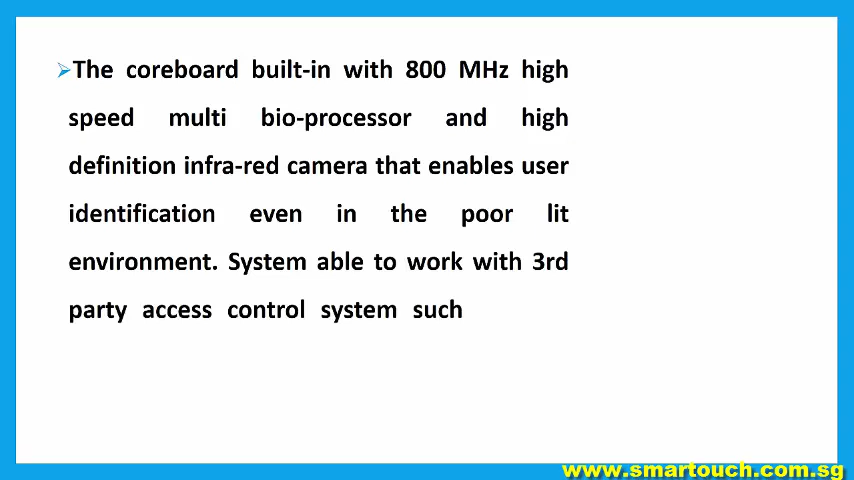 ➢The coreboard built-in with 800 MHz high
speed multi bio-processor and high
definition infra-red camera that enables user
identification even in the poor lit
environment. System able to work with 3rd
party access control system such
www.smartouch.com.sg